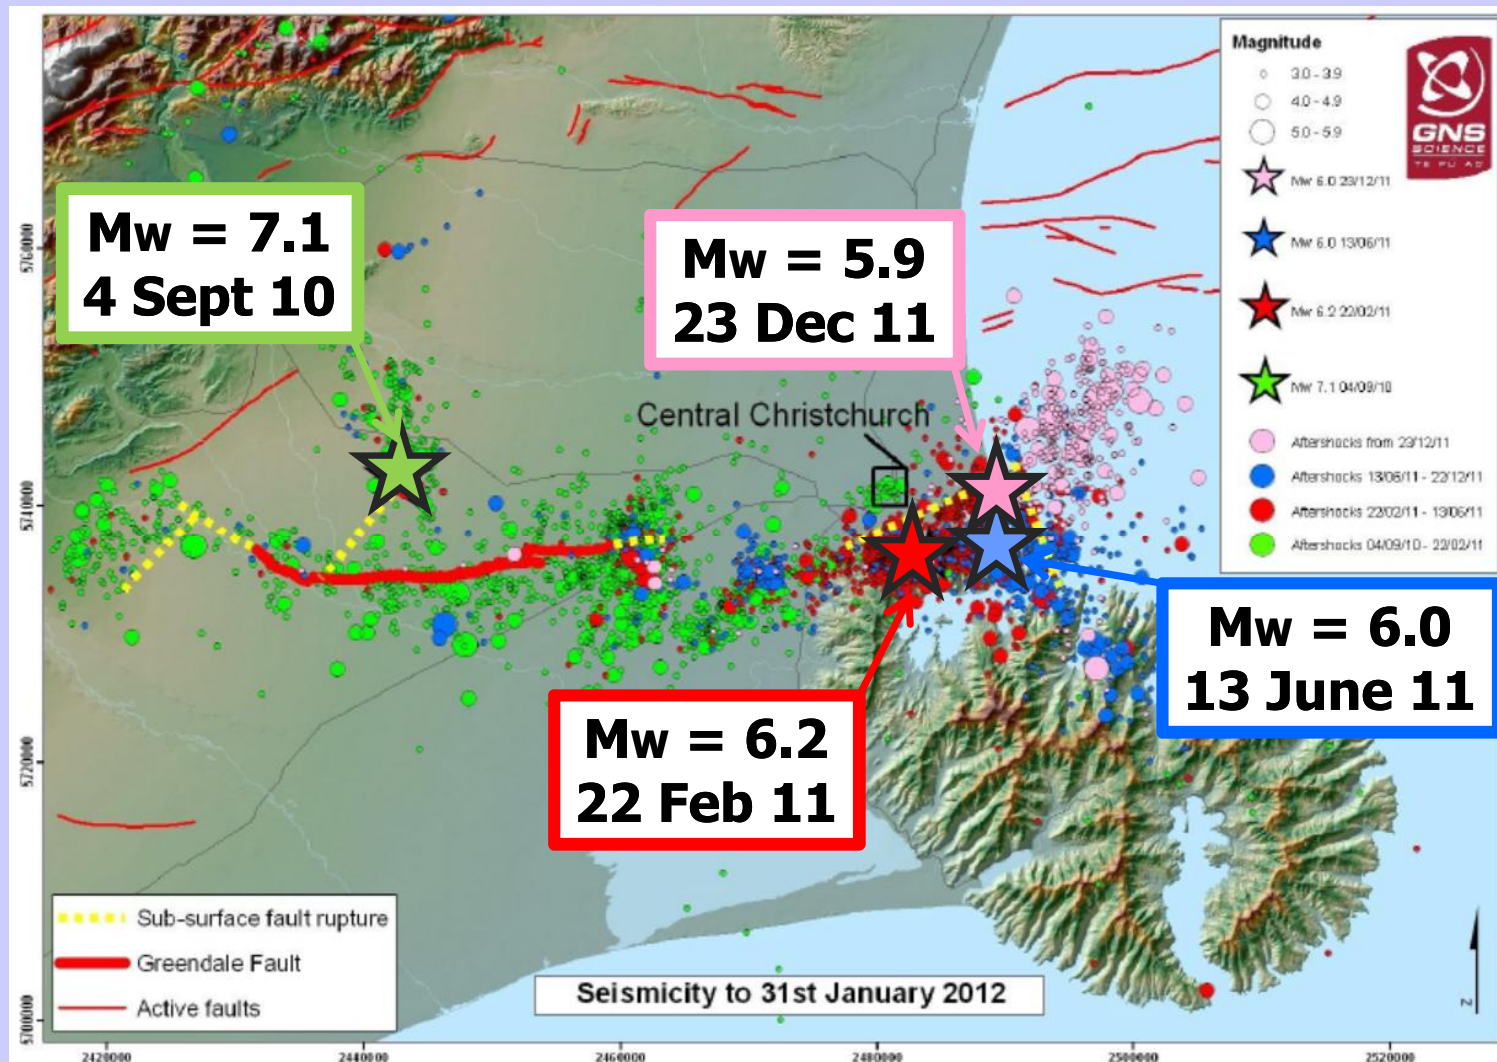 Mw = 7.1
4 Sept 10
Mw = 5.9
23 Dec 11
Central Christchurch
Mw = 6.2
22 Feb 11
Mw = 6.0
13 June 11
Magnitude
3.0 - 3.9
4.0 - 4.9
5.0 - 5.9
Mw 6.0 23/12/11
Mw 6.0 13/06/11
Mw 6.2 22/02/11
Mw 7.1 04/09/10
Aftershocks from 23/12/11
Aftershocks 13/06/11 - 22/12/11
Aftershocks 22/02/11 - 13/06/11
Aftershocks 04/09/10 - 22/02/11
GNS
SCIENCE
TE PU AO
Sub-surface fault rupture
Greendale Fault
Active faults
Seismicity to 31st January 2012
N
5760000
5740000
5720000
5700000
2420000
2440000
2460000
2480000
2500000
2520000